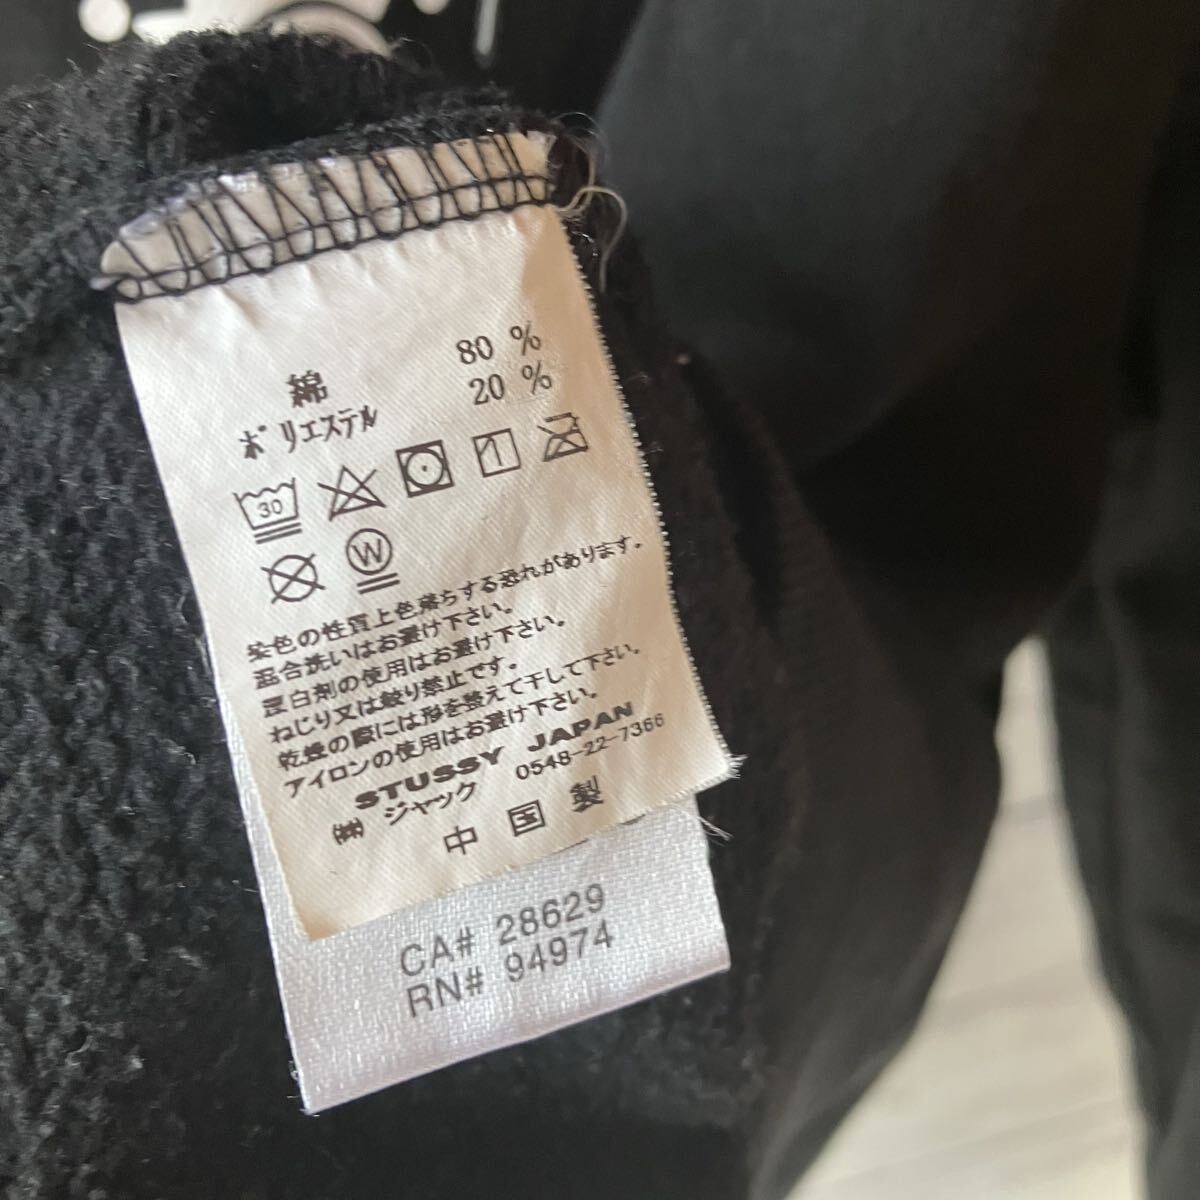 綿 80 %
ポリエステル 20 %
30
1
W
染色の性質上色落ちする恐れがあります。
混合洗いはお避け下さい。
漂白剤の使用はお避け下さい。
ねじり又は絞り禁止です。
乾燥の際には形を整えて干して下さい。
アイロンの使用はお避け下さい。
STUSSY JAPAN
㈱ ジャック 0548-22-7366
中国製
CA# 28629
RN# 94974